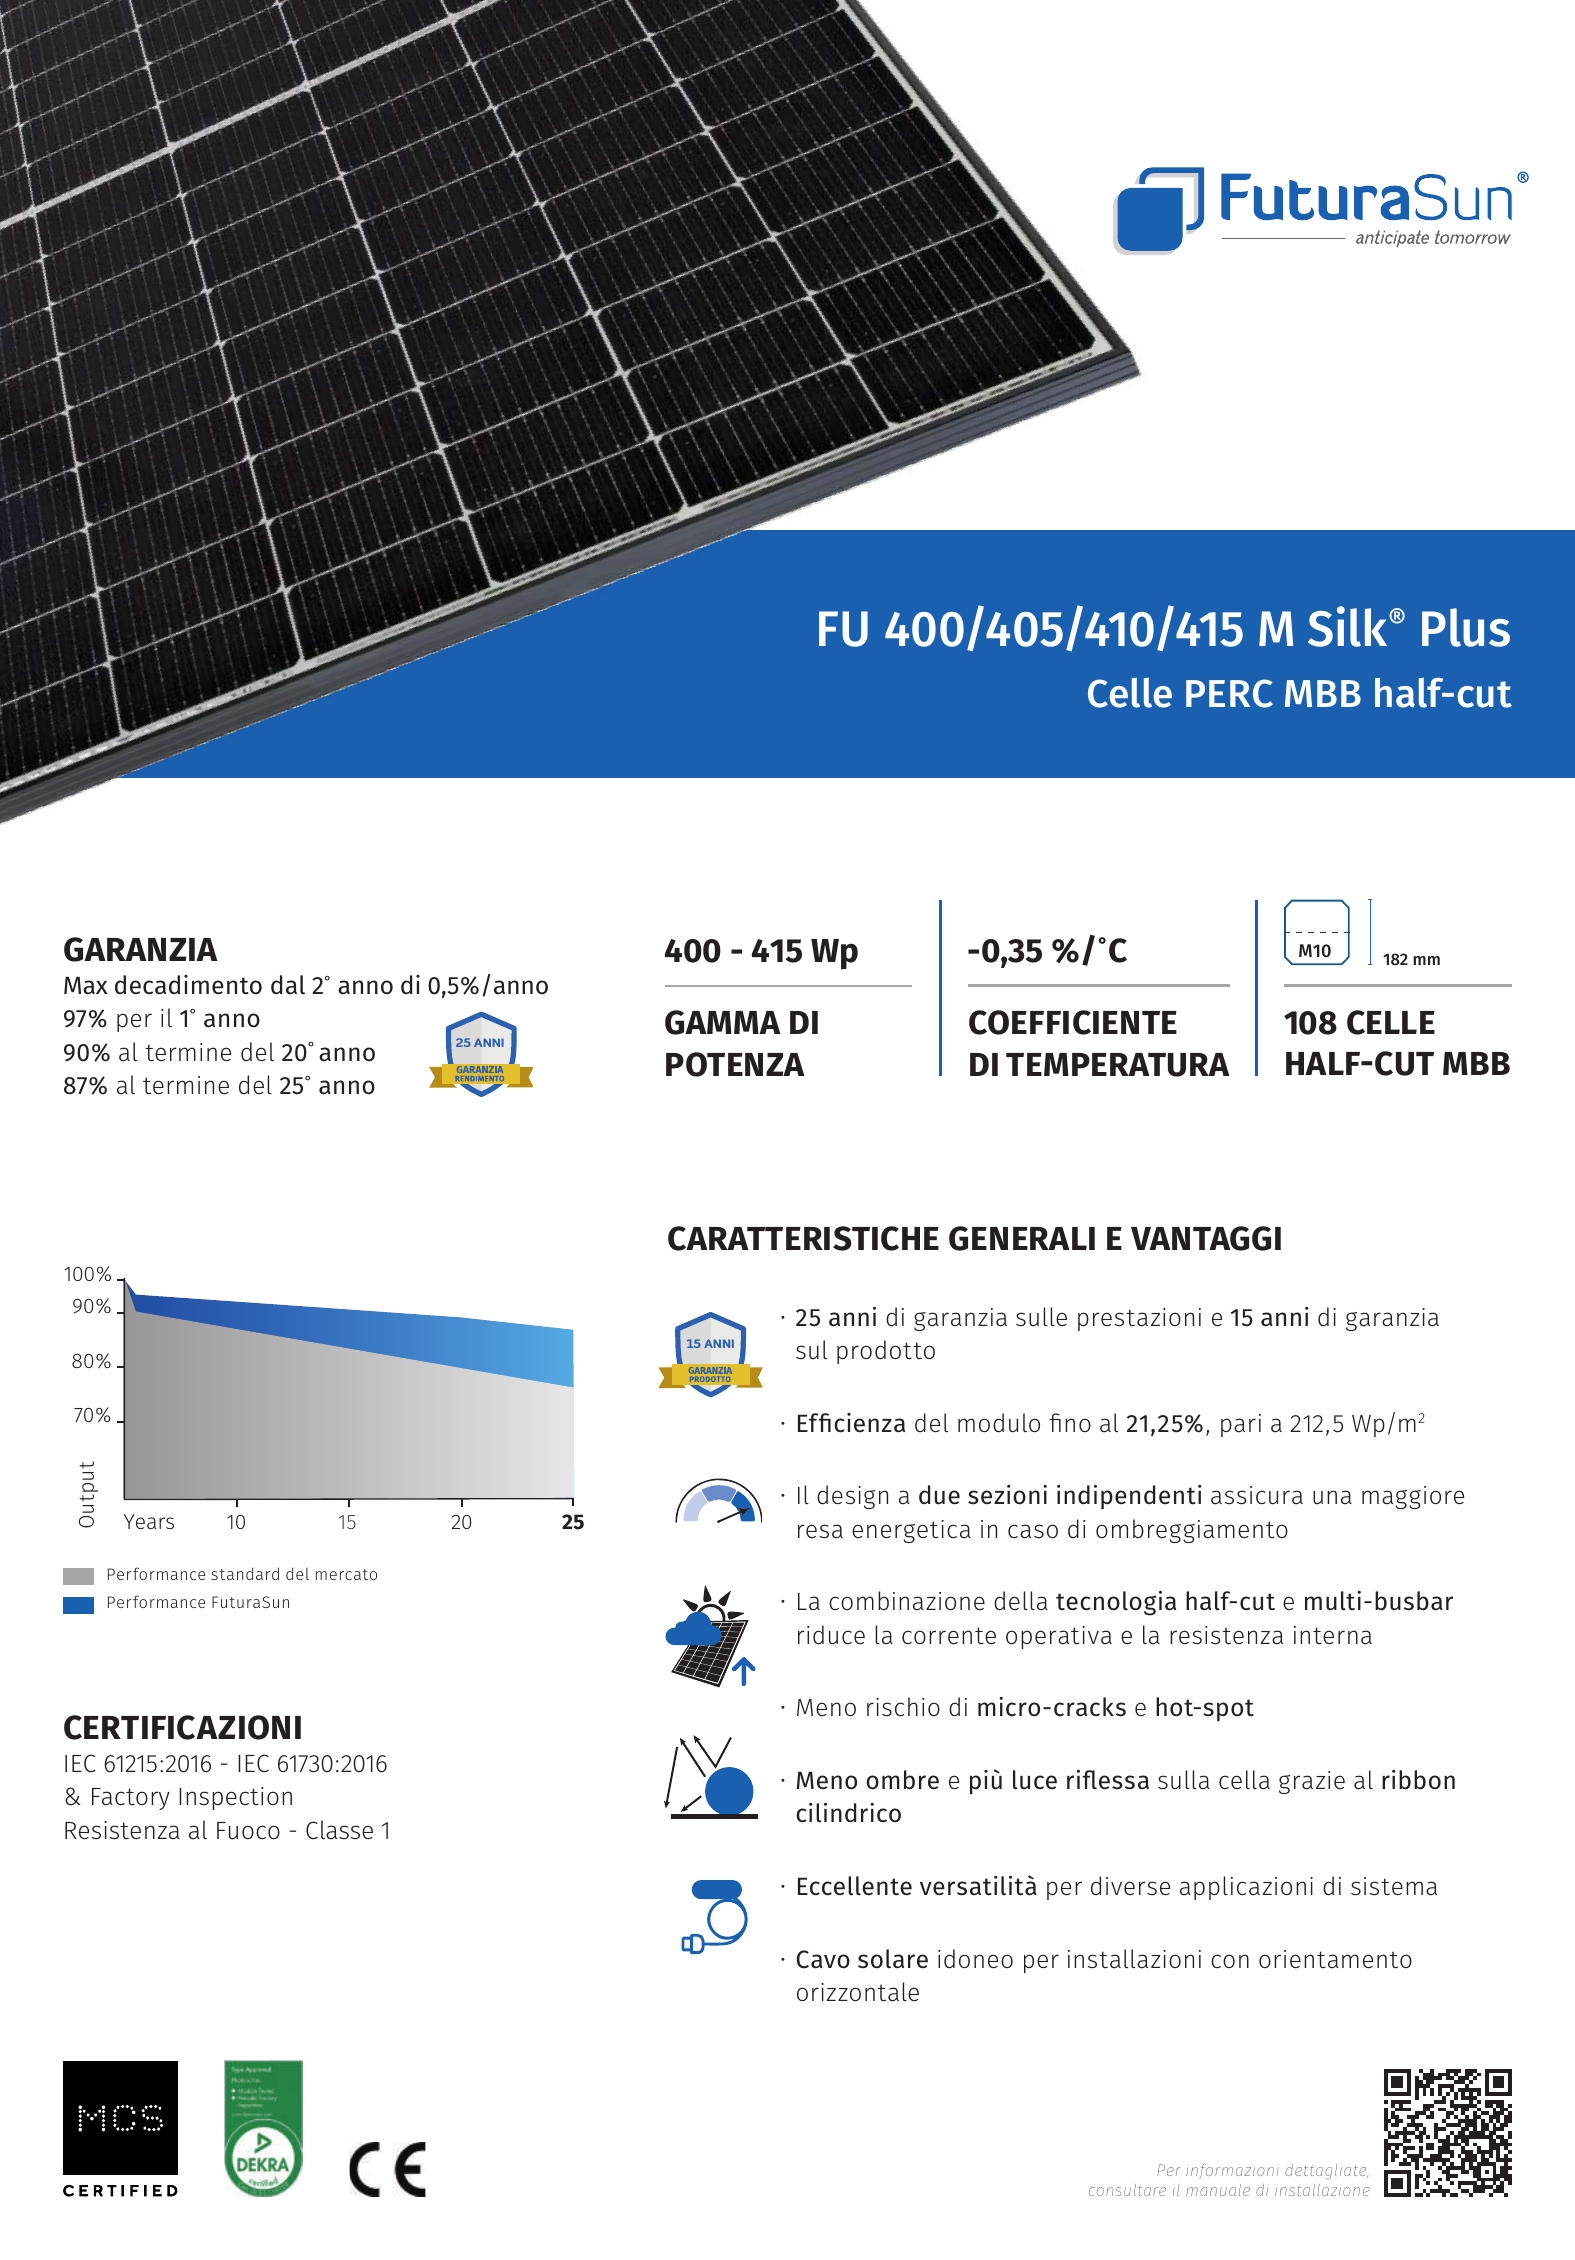 FuturaSun®
anticipate tomorrow
FU 400/405/410/415 M Silk® Plus
Celle PERC MBB half-cut
GARANZIA
Max decadimento dal 2° anno di 0,5%/anno
97% per il 1° anno
90% al termine del 20° anno
87% al termine del 25° anno
25 ANNI
GARANZIA
RENDIMENTO
400 - 415 Wp
GAMMA DI
POTENZA
-0,35 %/°C
COEFFICIENTE
DI TEMPERATURA
M10
182 mm
108 CELLE
HALF-CUT MBB
100%
90%
80%
70%
Output
Years 10 15 20 25
Performance standard del mercato
Performance FuturaSun
CERTIFICAZIONI
IEC 61215:2016 - IEC 61730:2016
& Factory Inspection
Resistenza al Fuoco - Classe 1
CARATTERISTICHE GENERALI E VANTAGGI
15 ANNI
GARANZIA
PRODOTTO
· 25 anni di garanzia sulle prestazioni e 15 anni di garanzia
sul prodotto
· Efficienza del modulo fino al 21,25%, pari a 212,5 Wp/m²
· Il design a due sezioni indipendenti assicura una maggiore
resa energetica in caso di ombreggiamento
· La combinazione della tecnologia half-cut e multi-busbar
riduce la corrente operativa e la resistenza interna
· Meno rischio di micro-cracks e hot-spot
· Meno ombre e più luce riflessa sulla cella grazie al ribbon
cilindrico
· Eccellente versatilità per diverse applicazioni di sistema
· Cavo solare idoneo per installazioni con orientamento
orizzontale
MCS
CERTIFIED
Type Approved
DEKRA
certified
CE
Per informazioni dettagliate,
consultare il manuale di installazione